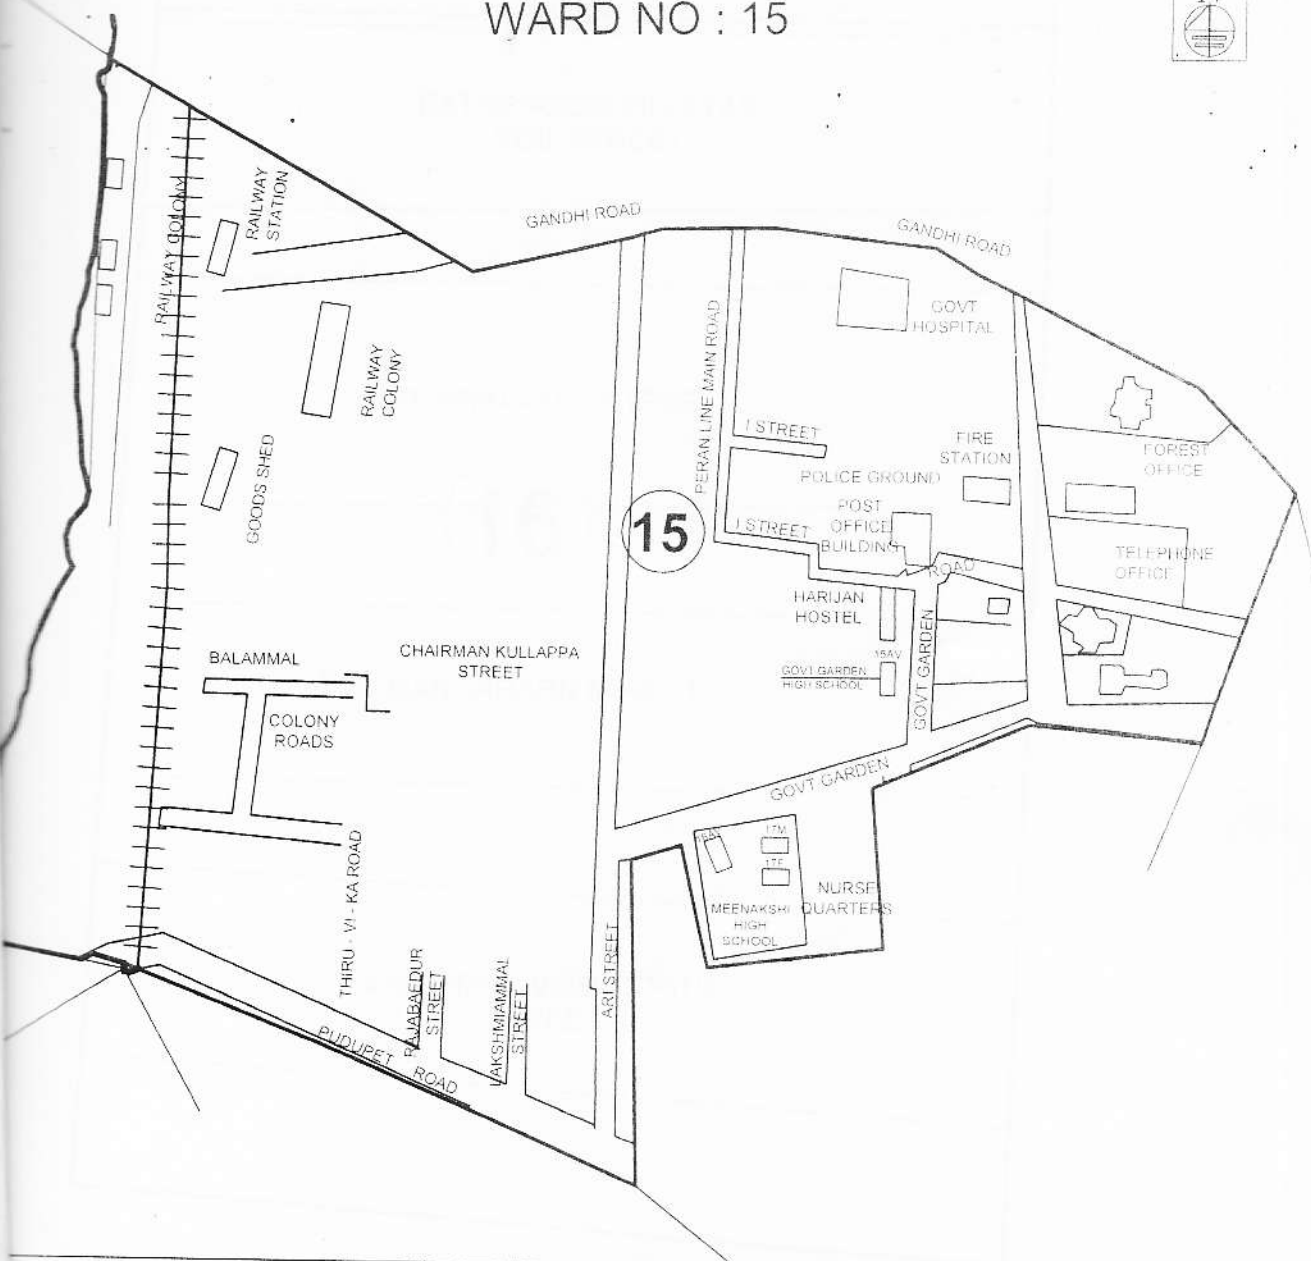 WARD NO : 15
RAILWAY
STATION
RAILWAY COLONY
GANDHI ROAD
GANDHI ROAD
GOVT
HOSPITAL
PERAN LINE MAIN ROAD
RAILWAY
COLONY
I STREET
FIRE
STATION
FOREST
OFFICE
POLICE GROUND
GOODS SHED
15
POST
OFFICE
BUILDING
I STREET
ROAD
TELEPHONE
OFFICE
HARIJAN
HOSTEL
GOVT GARDEN
BALAMMAL
CHAIRMAN KULLAPPA
STREET
GOVT GARDEN
HIGH SCHOOL
COLONY
ROADS
GOVT GARDEN
THIRU - VI - KA ROAD
17M
17F
NURSE
QUARTERS
MEENAKSHI
HIGH
SCHOOL
ARI STREET
RAJABAEDUR
STREET
LAKSHMIAMMAL
STREET
PUDUPET ROAD